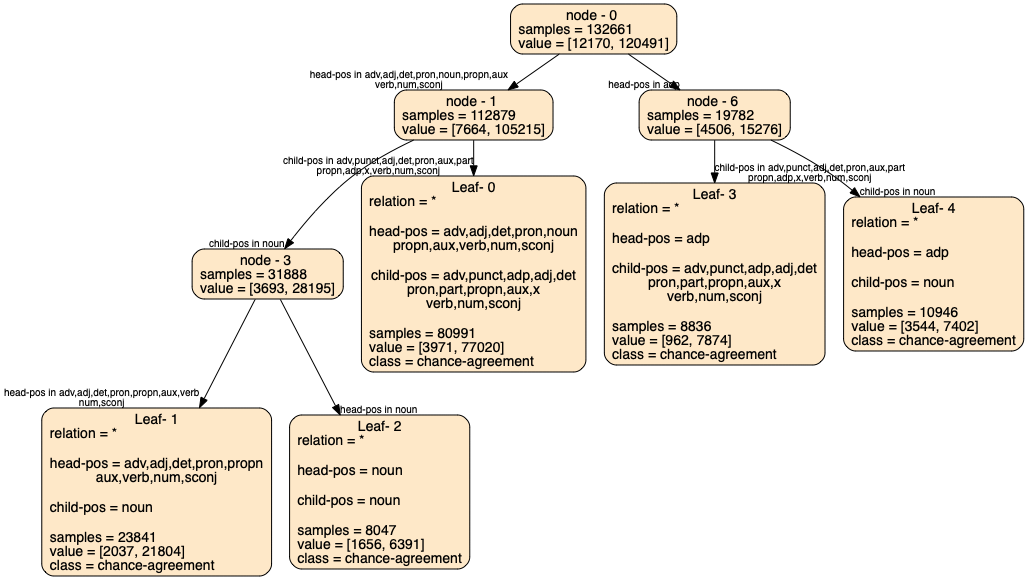 node - 0
samples = 132661
value = [12170, 120491]
head-pos in adv,adj,det,pron,noun,propn,aux
verb,num,sconj
head-pos in adp
node - 1
samples = 112879
value = [7664, 105215]
node - 6
samples = 19782
value = [4506, 15276]
child-pos in adv,punct,adj,det,pron,aux,part
propn,adp,x,verb,num,sconj
child-pos in adv,punct,adj,det,pron,aux,part
propn,adp,x,verb,num,sconj
child-pos in noun
child-pos in noun
Leaf- 0
relation = *
head-pos = adv,adj,det,pron,noun
propn,aux,verb,num,sconj
child-pos = adv,punct,adp,adj,det
pron,part,propn,aux,x
verb,num,sconj
samples = 80991
value = [3971, 77020]
class = chance-agreement
Leaf- 3
relation = *
head-pos = adp
child-pos = adv,punct,adp,adj,det
pron,part,propn,aux,x
verb,num,sconj
samples = 8836
value = [962, 7874]
class = chance-agreement
Leaf- 4
relation = *
head-pos = adp
child-pos = noun
samples = 10946
value = [3544, 7402]
class = chance-agreement
node - 3
samples = 31888
value = [3693, 28195]
head-pos in adv,adj,det,pron,propn,aux,verb
num,sconj
head-pos in noun
Leaf- 1
relation = *
head-pos = adv,adj,det,pron,propn
aux,verb,num,sconj
child-pos = noun
samples = 23841
value = [2037, 21804]
class = chance-agreement
Leaf- 2
relation = *
head-pos = noun
child-pos = noun
samples = 8047
value = [1656, 6391]
class = chance-agreement